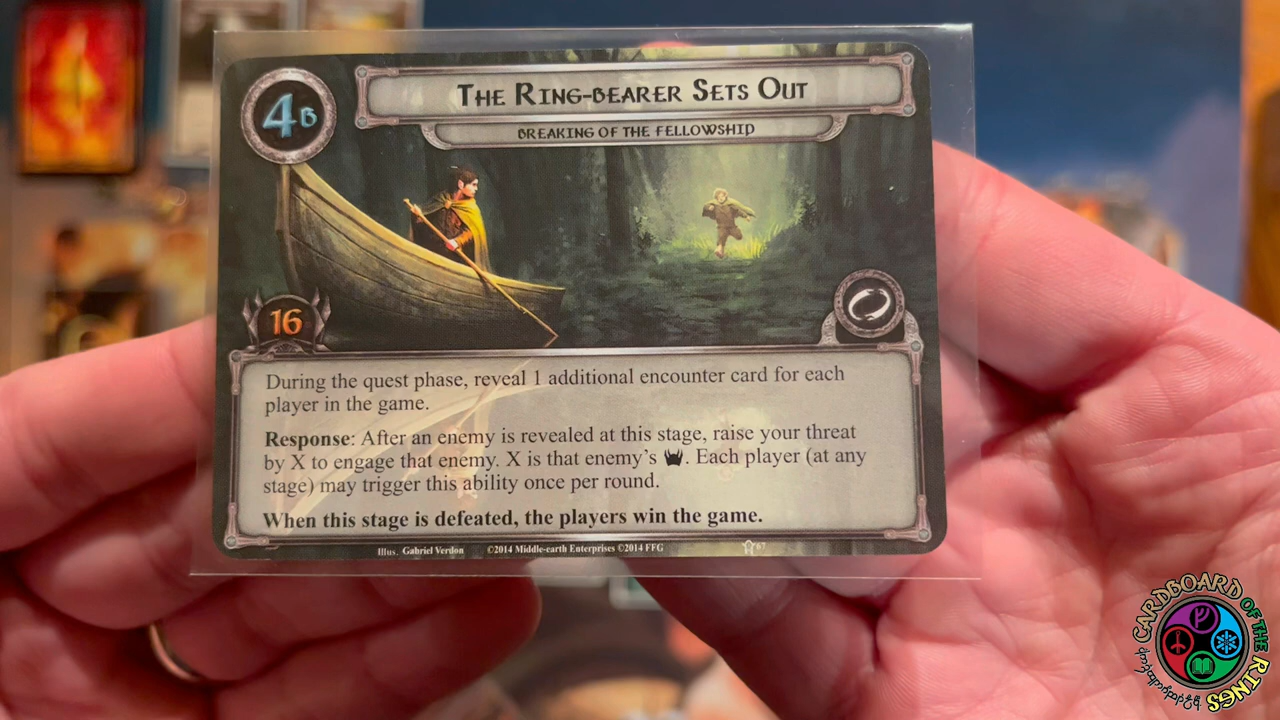 4B
THE RING-BEARER SETS OUT
BREAKING OF THE FELLOWSHIP
16
During the quest phase, reveal 1 additional encounter card for each
player in the game.
Response: After an enemy is revealed at this stage, raise your threat
by X to engage that enemy. X is that enemy's . Each player (at any
stage) may trigger this ability once per round.
When this stage is defeated, the players win the game.
Illus. Gabriel Verdon ©2014 Middle-earth Enterprises ©2014 FFG 67
CARDBOARD OF THE RINGS